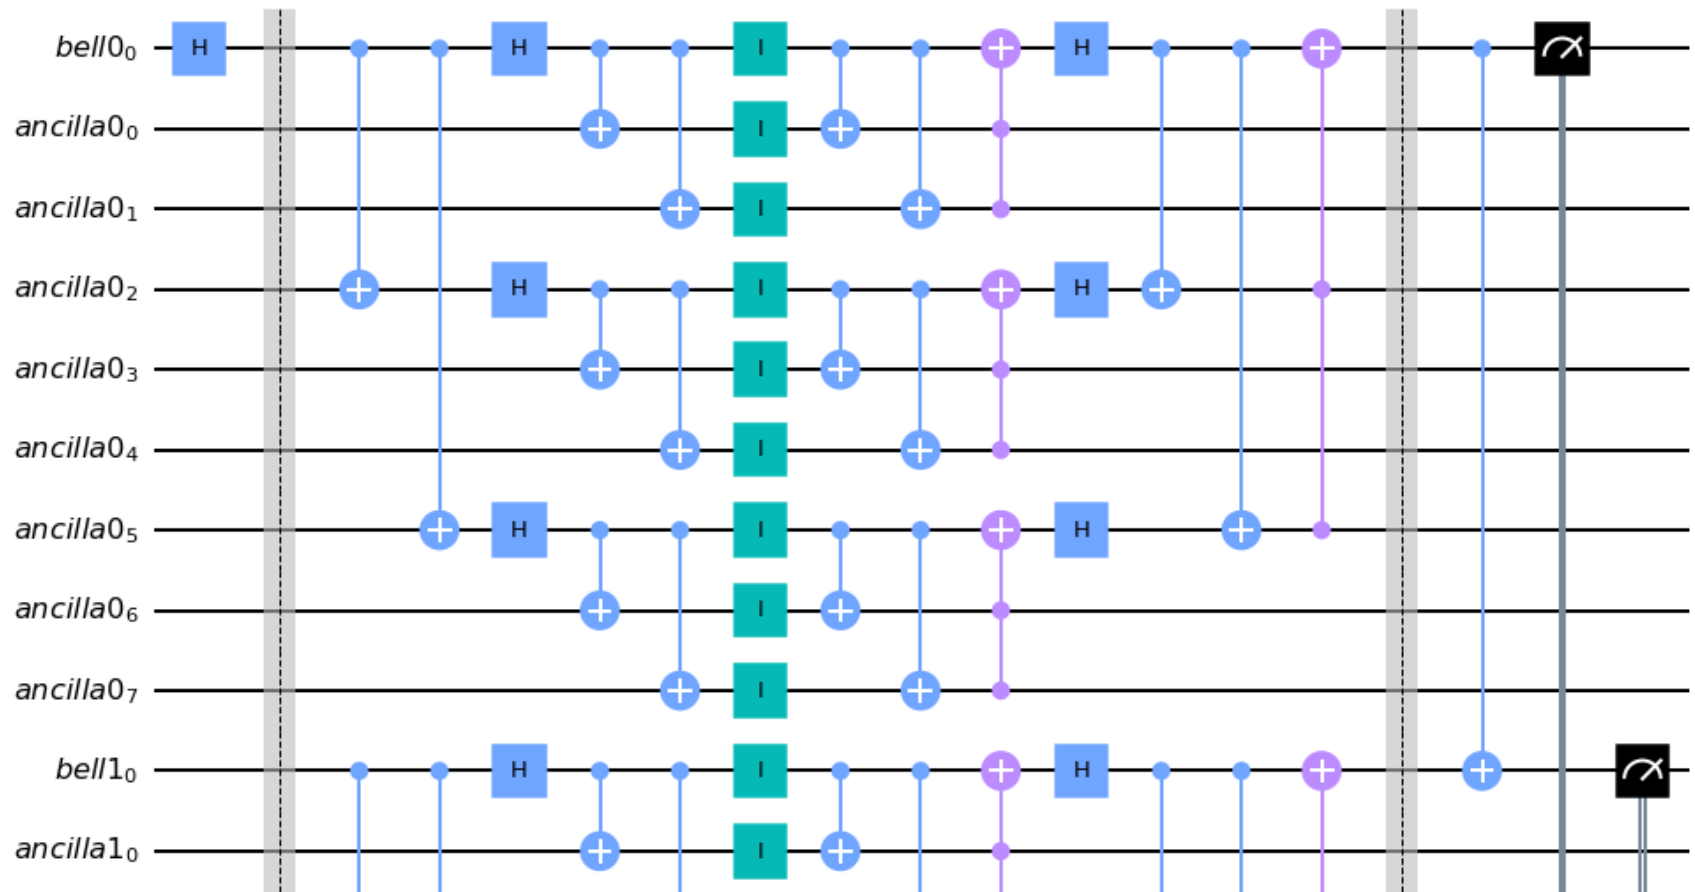 bell0₀ H H I H
ancilla0₀ I
ancilla0₁ I
ancilla0₂ H I H
ancilla0₃ I
ancilla0₄ I
ancilla0₅ H I H
ancilla0₆ I
ancilla0₇ I
bell1₀ H I H
ancilla1₀ I